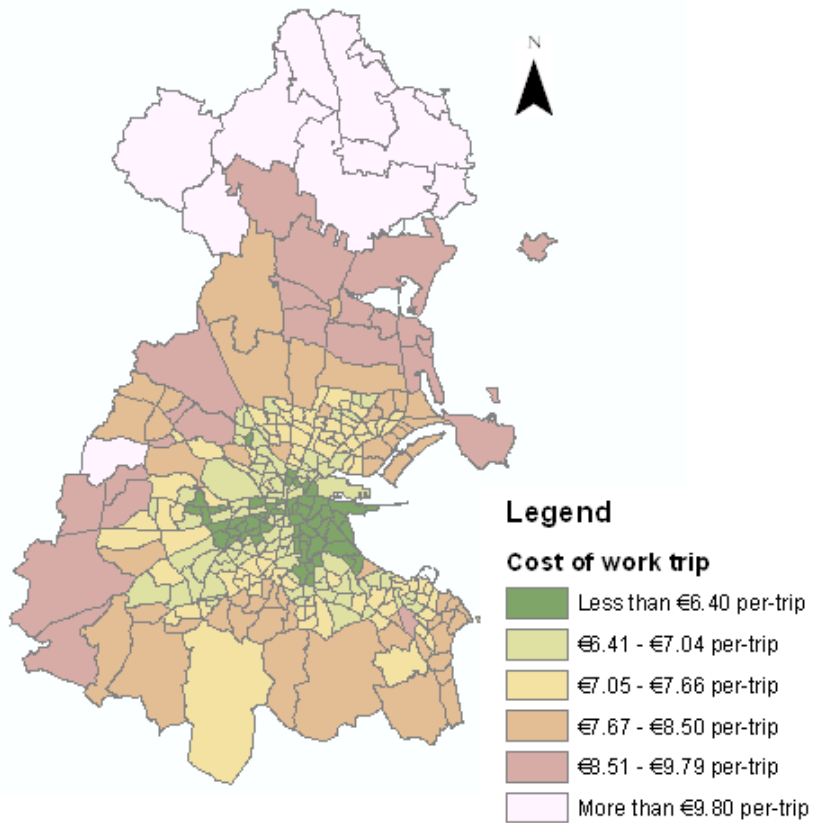 N
Legend
Cost of work trip
Less than €6.40 per-trip
€6.41 - €7.04 per-trip
€7.05 - €7.66 per-trip
€7.67 - €8.50 per-trip
€8.51 - €9.79 per-trip
More than €9.80 per-trip